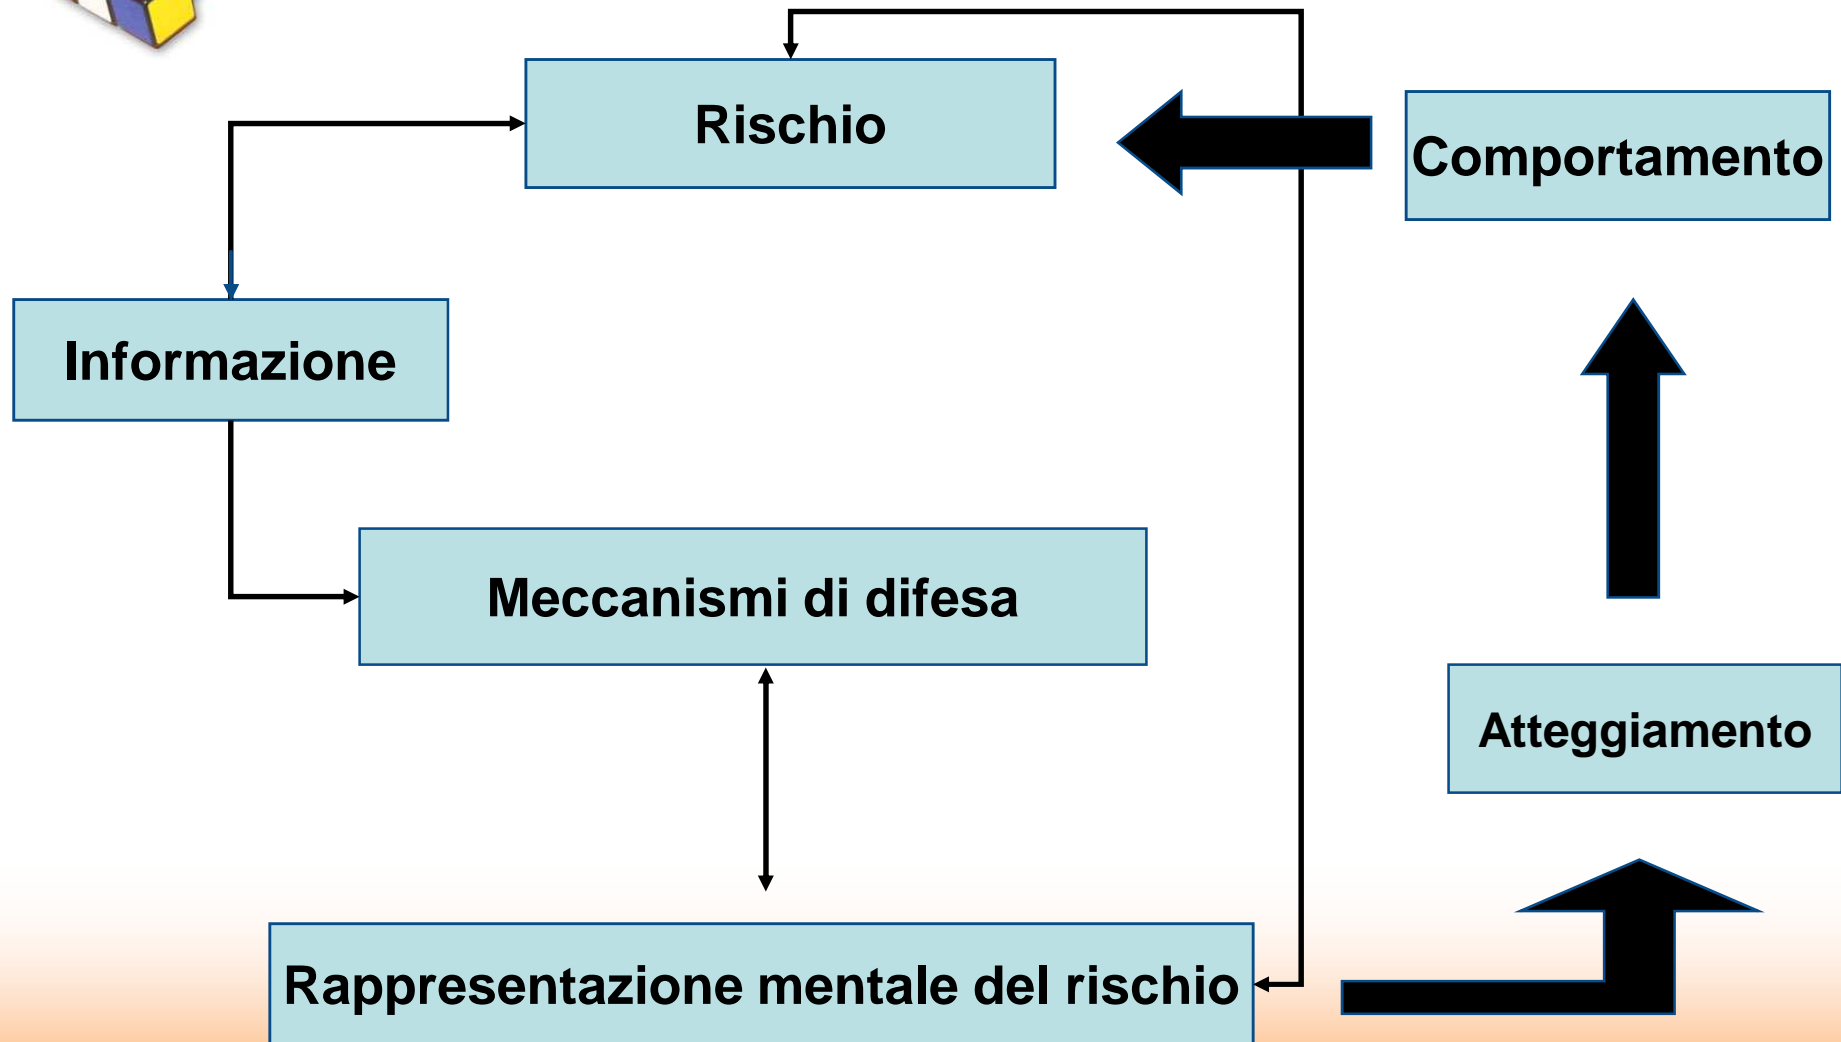 Rischio
Comportamento
Informazione
Meccanismi di difesa
Atteggiamento
Rappresentazione mentale del rischio